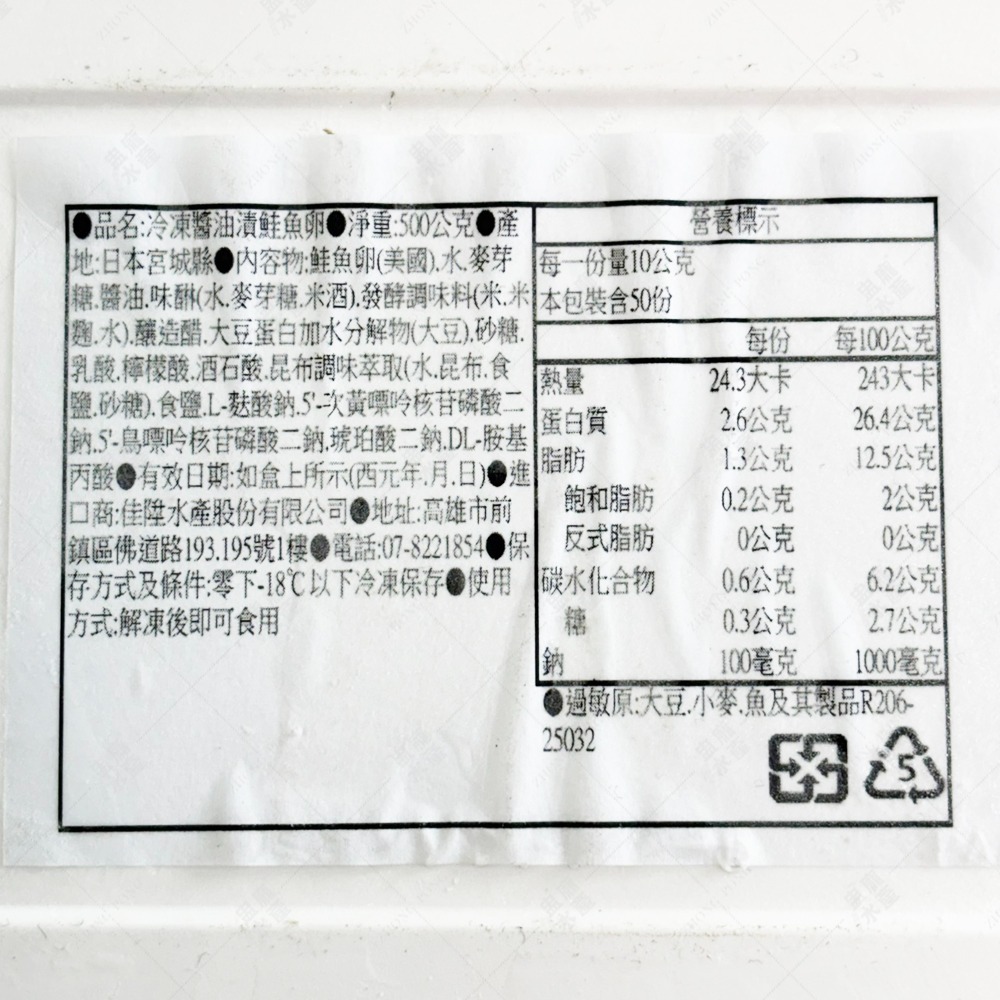 ●品名:冷凍醬油漬鮭魚卵●淨重:500公克●產
地:日本宮城縣●內容物:鮭魚卵(美國).水.麥芽
糖.醬油.味醂(水.麥芽糖.米酒).發酵調味料(米.米
麴.水).釀造醋.大豆蛋白加水分解物(大豆).砂糖.
乳酸.檸檬酸.酒石酸.昆布調味萃取(水.昆布.食
鹽.砂糖).食鹽.L-麩酸鈉.5'-次黃嘌呤核苷磷酸二
鈉.5'-鳥嘌呤核苷磷酸二鈉.琥珀酸二鈉.DL-胺基
丙酸●有效日期:如盒上所示(西元年.月.日)●進
口商:佳陞水產股份有限公司●地址:高雄市前
鎮區佛道路193.195號1樓●電話:07-8221854●保
存方式及條件:零下-18℃以下冷凍保存●使用
方式:解凍後即可食用
營養標示
每一份量10公克
本包裝含50份
每份 每100公克
熱量 24.3大卡 243大卡
蛋白質 2.6公克 26.4公克
脂肪 1.3公克 12.5公克
飽和脂肪 0.2公克 2公克
反式脂肪 0公克 0公克
碳水化合物 0.6公克 6.2公克
糖 0.3公克 2.7公克
鈉 100毫克 1000毫克
●過敏原:大豆.小麥.魚及其製品R206-
25032
5